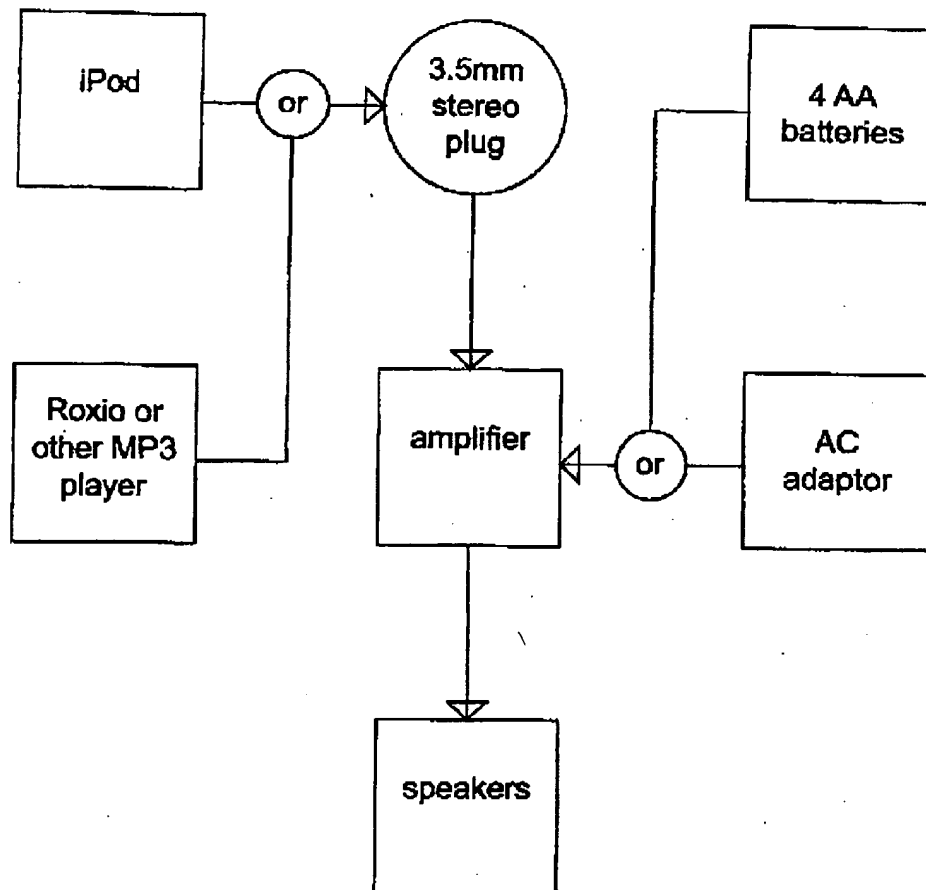 iPod
or
3.5mm
stereo
plug
4 AA
batteries
Roxio or
other MP3
player
amplifier
or
AC
adaptor
speakers